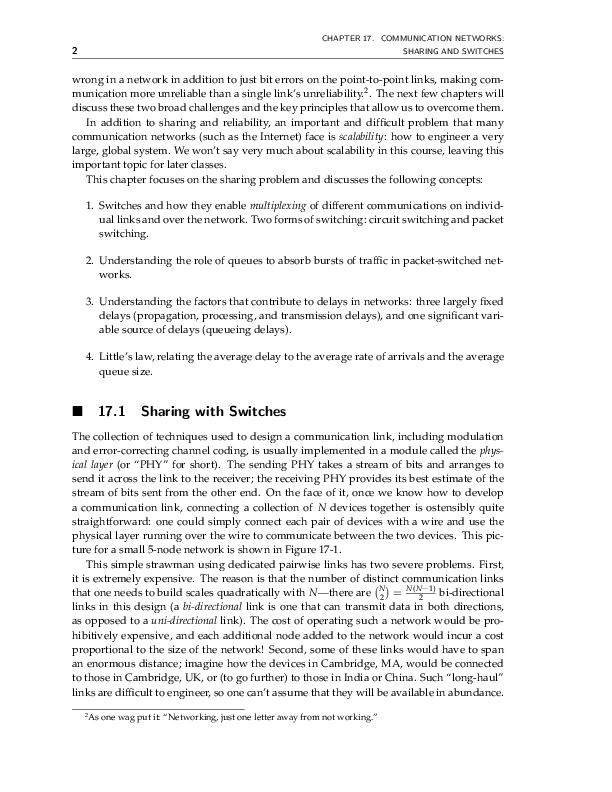 CHAPTER 17. COMMUNICATION NETWORKS:
2 SHARING AND SWITCHES
wrong in a network in addition to just bit errors on the point-to-point links, making com-
munication more unreliable than a single link's unreliability.². The next few chapters will
discuss these two broad challenges and the key principles that allow us to overcome them.
In addition to sharing and reliability, an important and difficult problem that many
communication networks (such as the Internet) face is scalability: how to engineer a very
large, global system. We won't say very much about scalability in this course, leaving this
important topic for later classes.
This chapter focuses on the sharing problem and discusses the following concepts:
1. Switches and how they enable multiplexing of different communications on individ-
ual links and over the network. Two forms of switching: circuit switching and packet
switching.
2. Understanding the role of queues to absorb bursts of traffic in packet-switched net-
works.
3. Understanding the factors that contribute to delays in networks: three largely fixed
delays (propagation, processing, and transmission delays), and one significant vari-
able source of delays (queueing delays).
4. Little's law, relating the average delay to the average rate of arrivals and the average
queue size.
■ 17.1 Sharing with Switches
The collection of techniques used to design a communication link, including modulation
and error-correcting channel coding, is usually implemented in a module called the phys-
ical layer (or “PHY” for short). The sending PHY takes a stream of bits and arranges to
send it across the link to the receiver; the receiving PHY provides its best estimate of the
stream of bits sent from the other end. On the face of it, once we know how to develop
a communication link, connecting a collection of N devices together is ostensibly quite
straightforward: one could simply connect each pair of devices with a wire and use the
physical layer running over the wire to communicate between the two devices. This pic-
ture for a small 5-node network is shown in Figure 17-1.
This simple strawman using dedicated pairwise links has two severe problems. First,
it is extremely expensive. The reason is that the number of distinct communication links
that one needs to build scales quadratically with N—there are (N 2) = N(N−1)/2 bi-directional
links in this design (a bi-directional link is one that can transmit data in both directions,
as opposed to a uni-directional link). The cost of operating such a network would be pro-
hibitively expensive, and each additional node added to the network would incur a cost
proportional to the size of the network! Second, some of these links would have to span
an enormous distance; imagine how the devices in Cambridge, MA, would be connected
to those in Cambridge, UK, or (to go further) to those in India or China. Such “long-haul”
links are difficult to engineer, so one can't assume that they will be available in abundance.
²As one wag put it: “Networking, just one letter away from not working.”